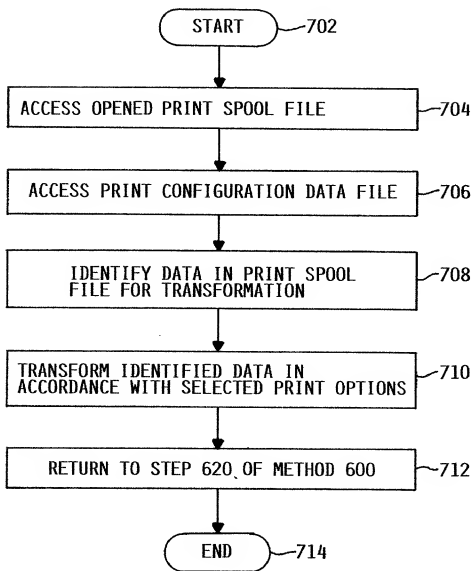 START
702
ACCESS OPENED PRINT SPOOL FILE
704
ACCESS PRINT CONFIGURATION DATA FILE
706
IDENTIFY DATA IN PRINT SPOOL
FILE FOR TRANSFORMATION
708
TRANSFORM IDENTIFIED DATA IN
ACCORDANCE WITH SELECTED PRINT OPTIONS
710
RETURN TO STEP 620 OF METHOD 600
712
END
714